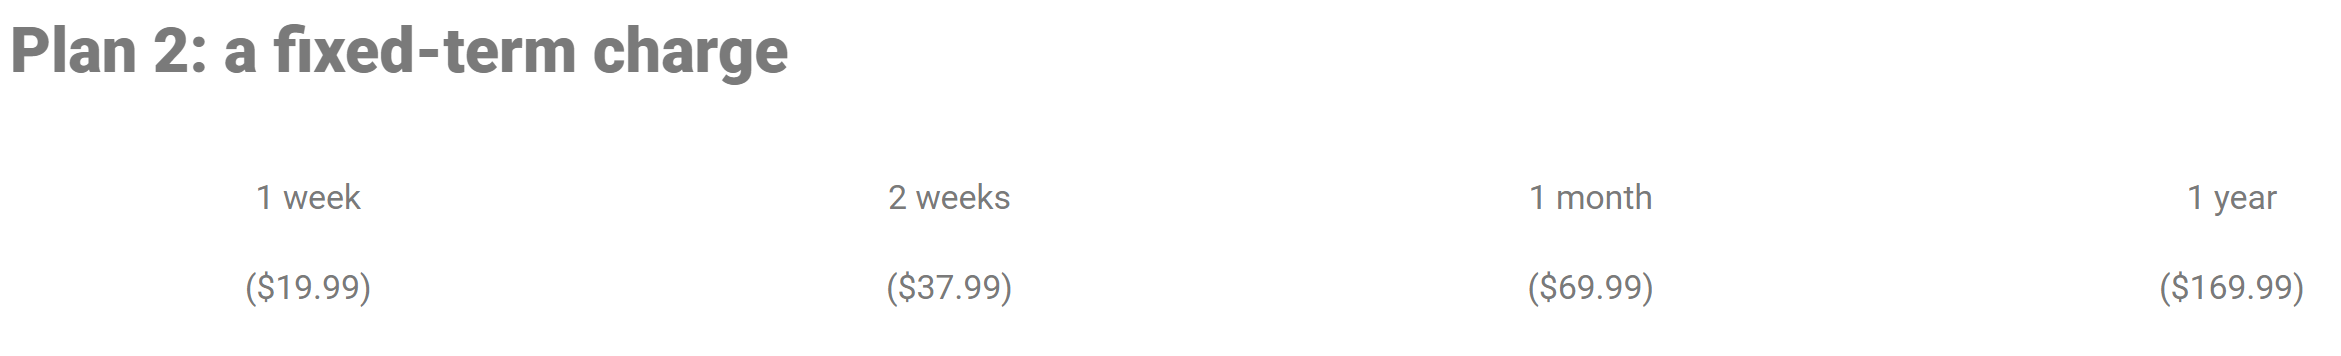 Plan 2: a fixed-term charge
1 week 2 weeks 1 month 1 year
($19.99) ($37.99) ($69.99) ($169.99)